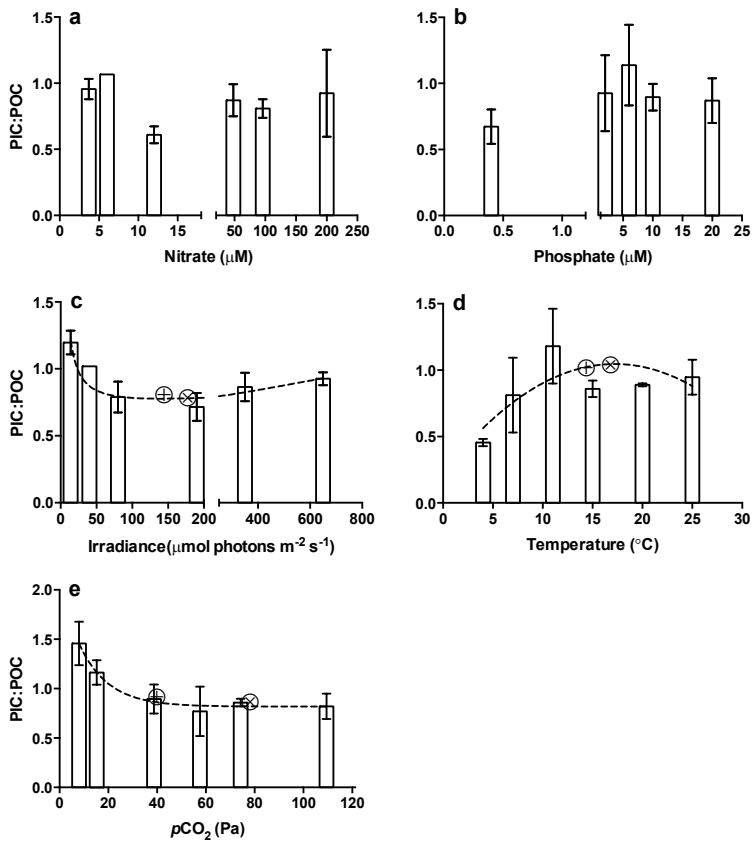 a
1.5
1.0
0.5
0.0
PIC:POC
0 5 10 15 50 100 150 200 250
Nitrate (μM)
b
1.5
1.0
0.5
0.0
0.0 0.5 1.0 5 10 15 20 25
Phosphate (μM)
c
1.5
1.0
0.5
0.0
PIC:POC
0 50 100 150 200 400 600 800
Irradiance(μmol photons m⁻² s⁻¹)
d
1.5
1.0
0.5
0.0
0 5 10 15 20 25 30
Temperature (°C)
e
2.0
1.5
1.0
0.5
0.0
PIC:POC
0 20 40 60 80 100 120
pCO₂ (Pa)